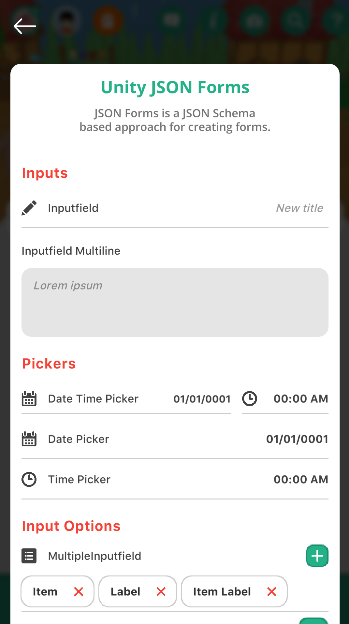 Unity JSON Forms
JSON Forms is a JSON Schema
based approach for creating forms.
Inputs
Inputfield New title
Inputfield Multiline
Lorem ipsum
Pickers
Date Time Picker 01/01/0001 00:00 AM
Date Picker 01/01/0001
Time Picker 00:00 AM
Input Options
MultipleInputfield
Item Label Item Label